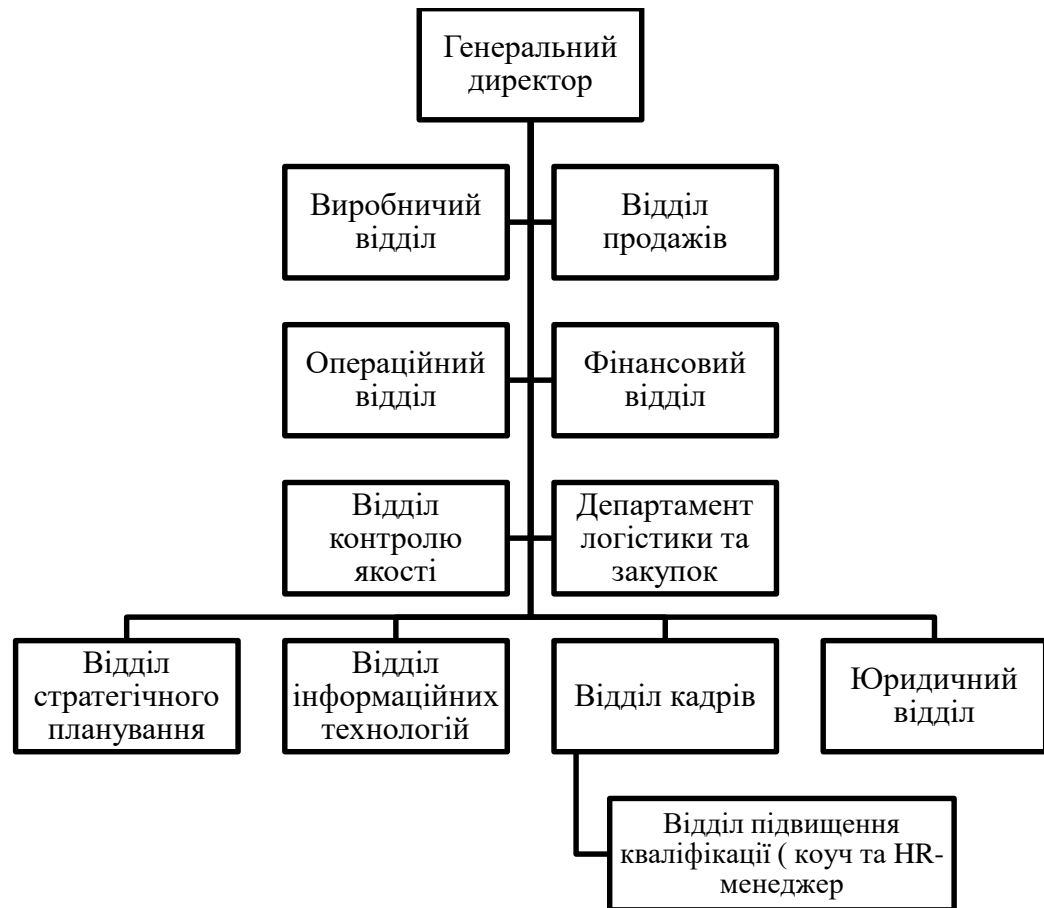 Генеральний
директор
Виробничий
відділ
Відділ
продажів
Операційний
відділ
Фінансовий
відділ
Відділ
контролю
якості
Департамент
логістики та
закупок
Відділ
стратегічного
планування
Відділ
інформаційних
технологій
Відділ кадрів
Юридичний
відділ
Відділ підвищення
кваліфікації ( коуч та HR-
менеджер